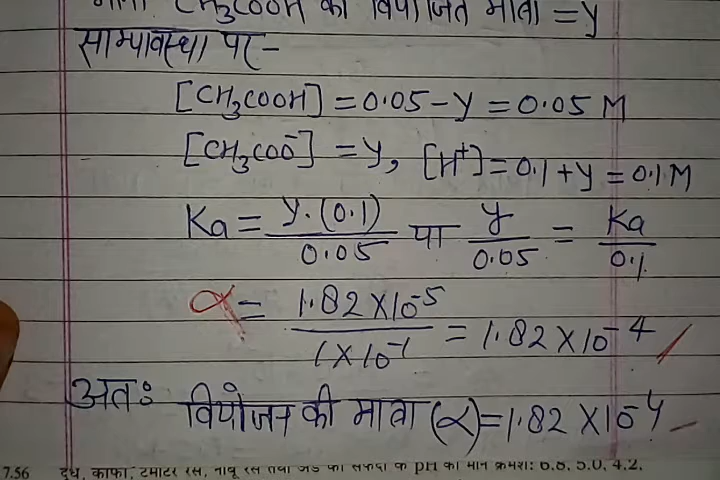 माना CH₃COOH की वियोजित मात्रा = y
साम्यावस्था पर-
[CH₃COOH] = 0.05 - y = 0.05 M
[CH₃COO⁻] = y, [H⁺] = 0.1 + y = 0.1 M
Ka = y.(0.1)/0.05 या y/0.05 = Ka/0.1
α = 1.82 × 10⁻⁵/1 × 10⁻¹ = 1.82 × 10⁻⁴
अतः वियोजन की मात्रा (α) = 1.82 × 10⁻⁴
7.56 दूध, काफी, टमाटर रस, नींबू रस तथा अंडे की सफेदी के pH का मान क्रमश: 6.8, 5.0, 4.2,